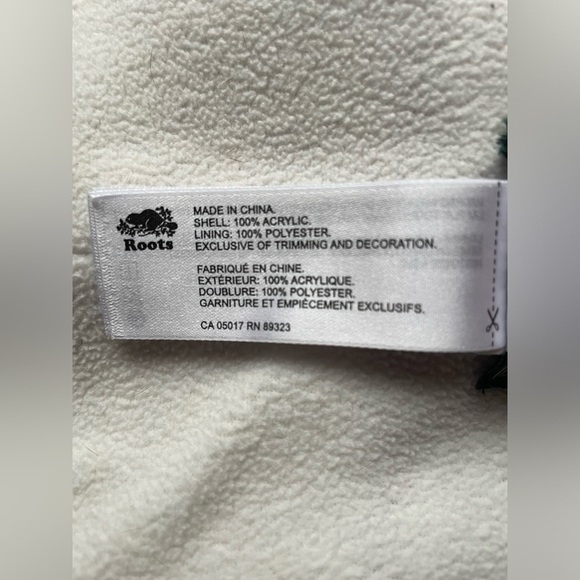 Roots
MADE IN CHINA.
SHELL: 100% ACRYLIC.
LINING: 100% POLYESTER.
EXCLUSIVE OF TRIMMING AND DECORATION.
FABRIQUÉ EN CHINE.
EXTÉRIEUR: 100% ACRYLIQUE.
DOUBLURE: 100% POLYESTER.
GARNITURE ET EMPIÈCEMENT EXCLUSIFS.
CA 05017 RN 89323